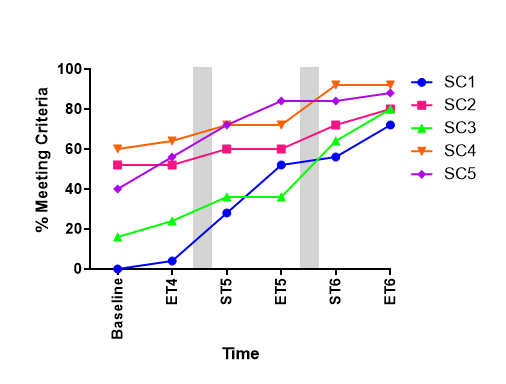 100
80
60
40
20
0
% Meeting Criteria
Baseline
ET4
ST5
ET5
ST6
ET6
Time
SC1
SC2
SC3
SC4
SC5